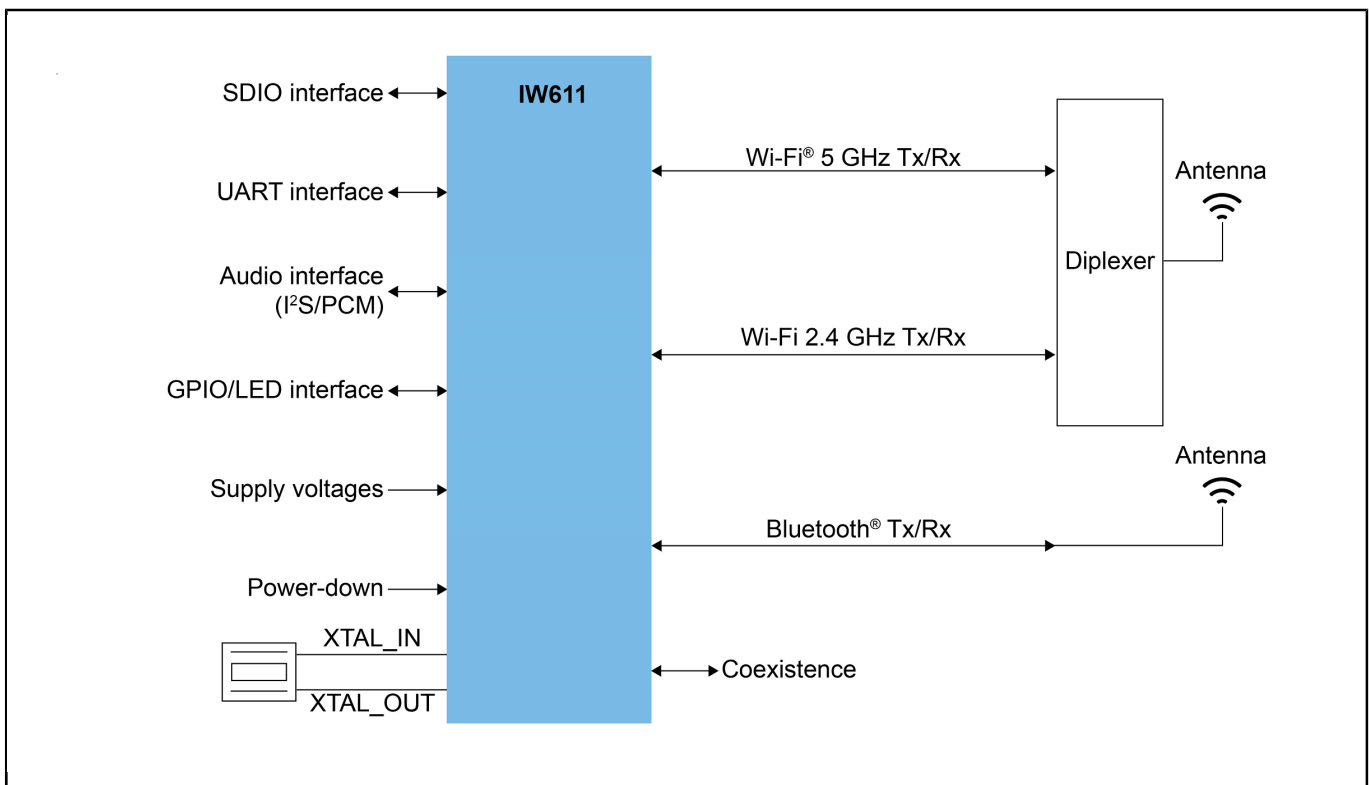 IW611
SDIO interface
UART interface
Audio interface
(I²S/PCM)
GPIO/LED interface
Supply voltages
Power-down
XTAL_IN
XTAL_OUT
Wi-Fi® 5 GHz Tx/Rx
Wi-Fi 2.4 GHz Tx/Rx
Bluetooth® Tx/Rx
Coexistence
Diplexer
Antenna
Antenna